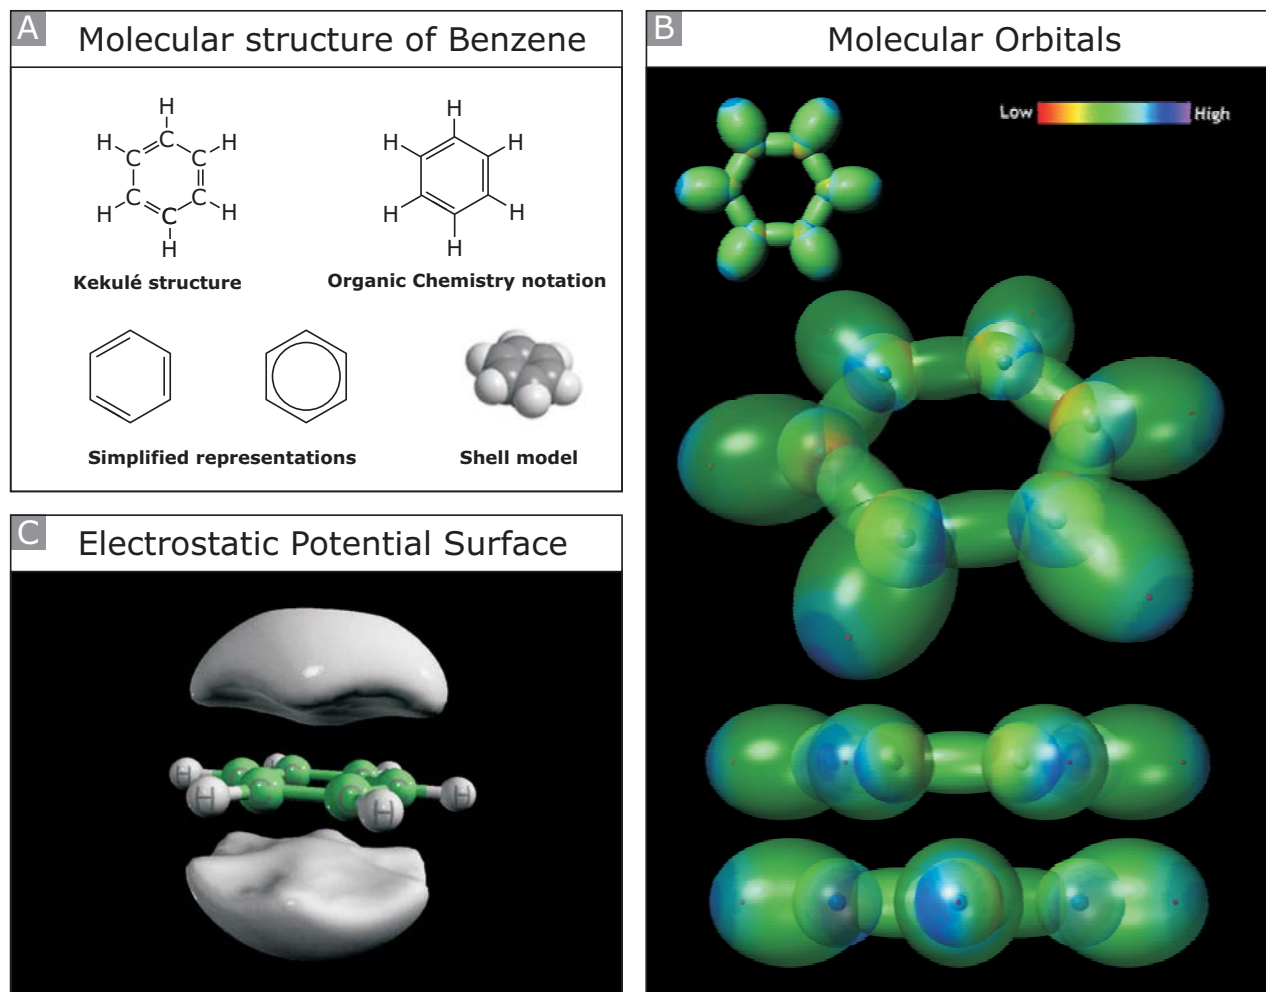 A
Molecular structure of Benzene
H
H C H
C C
C C
H C H
H
H
H H
H H
H
Kekulé structure
Organic Chemistry notation
Simplified representations
Shell model
B
Molecular Orbitals
Low
High
C
Electrostatic Potential Surface
H
H
C
C
H
H